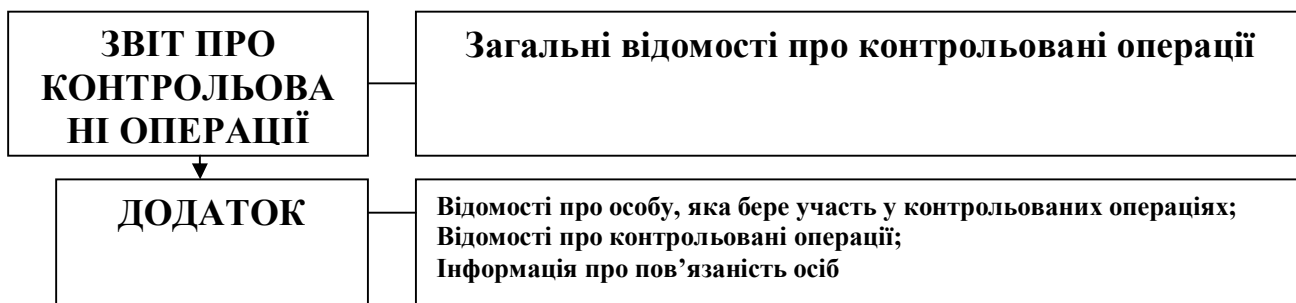 ЗВІТ ПРО
КОНТРОЛЬОВА
НІ ОПЕРАЦІЇ
Загальні відомості про контрольовані операції
ДОДАТОК
Відомості про особу, яка бере участь у контрольованих операціях;
Відомості про контрольовані операції;
Інформація про пов’язаність осіб